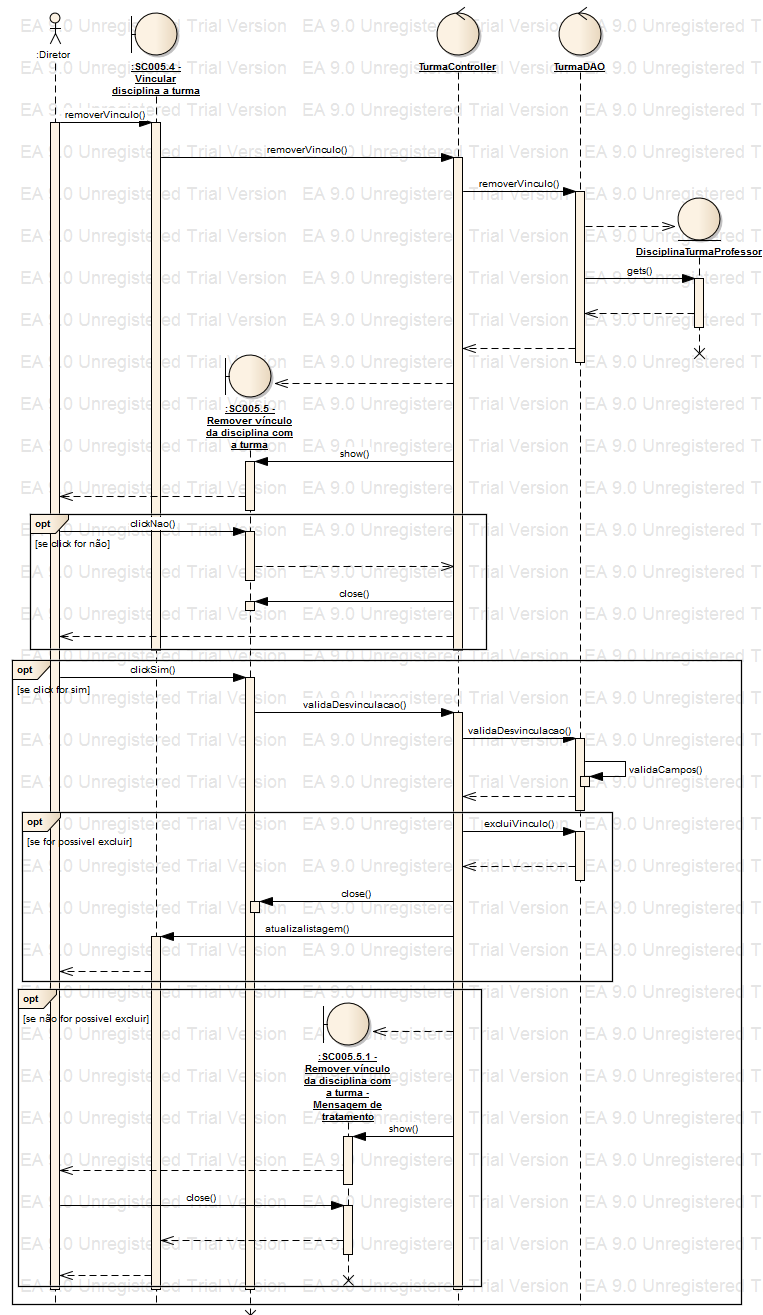 :Diretor
:SC005.4 -
Vincular
disciplina a turma
TurmaController
TurmaDAO
removerVinculo()
removerVinculo()
removerVinculo()
DisciplinaTurmaProfessor
gets()
:SC005.5 -
Remover vínculo
da disciplina com
a turma
show()
opt
clickNao()
[se click for não]
close()
opt
clickSim()
[se click for sim]
validaDesvinculacao()
validaDesvinculacao()
validaCampos()
opt
excluiVinculo()
[se for possivel excluir]
close()
atualizalistagem()
opt
[se não for possivel excluir]
:SC005.5.1 -
Remover vínculo
da disciplina com
a turma -
Mensagem de
tratamento
show()
close()
EA 9.0 Unregistered Trial Version